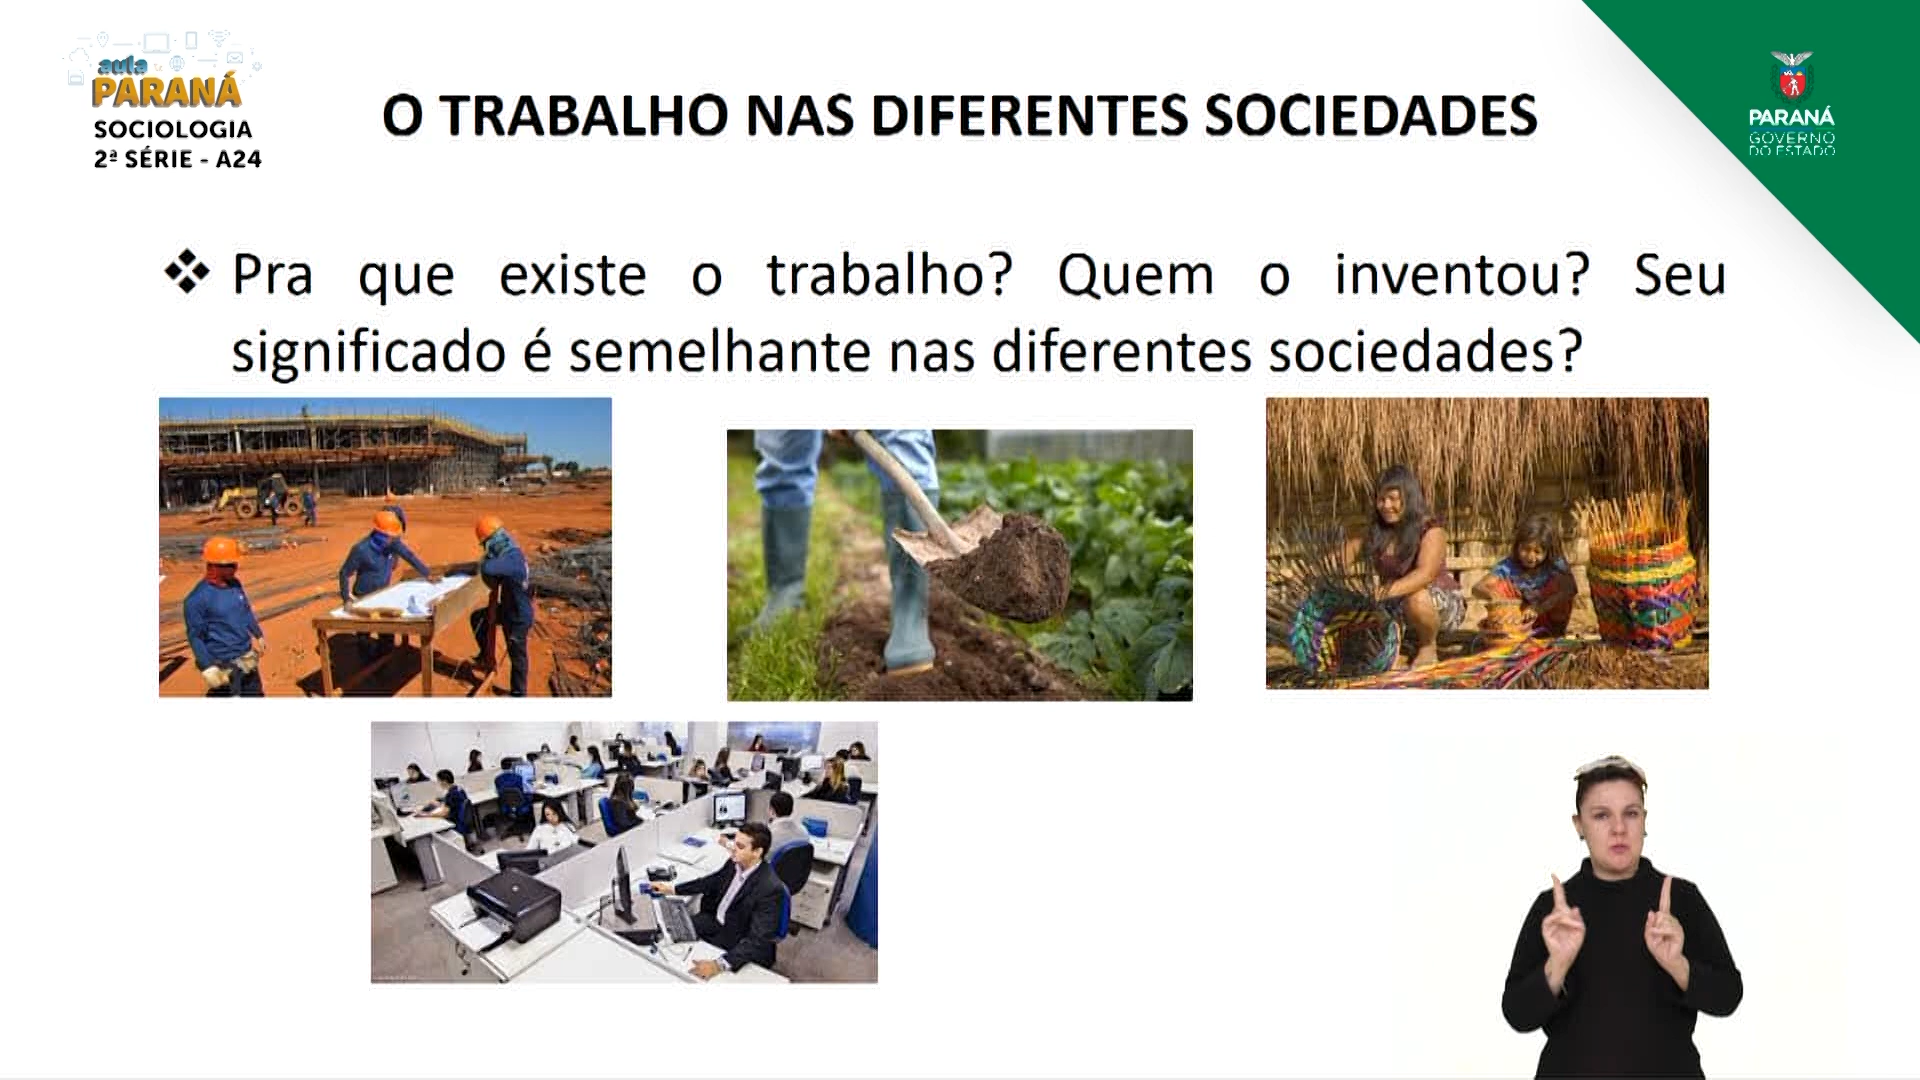 aula
PARANÁ
SOCIOLOGIA
2ª SÉRIE - A24
O TRABALHO NAS DIFERENTES SOCIEDADES
PARANÁ
GOVERNO
DO ESTADO
❖ Pra que existe o trabalho? Quem o inventou? Seu
significado é semelhante nas diferentes sociedades?